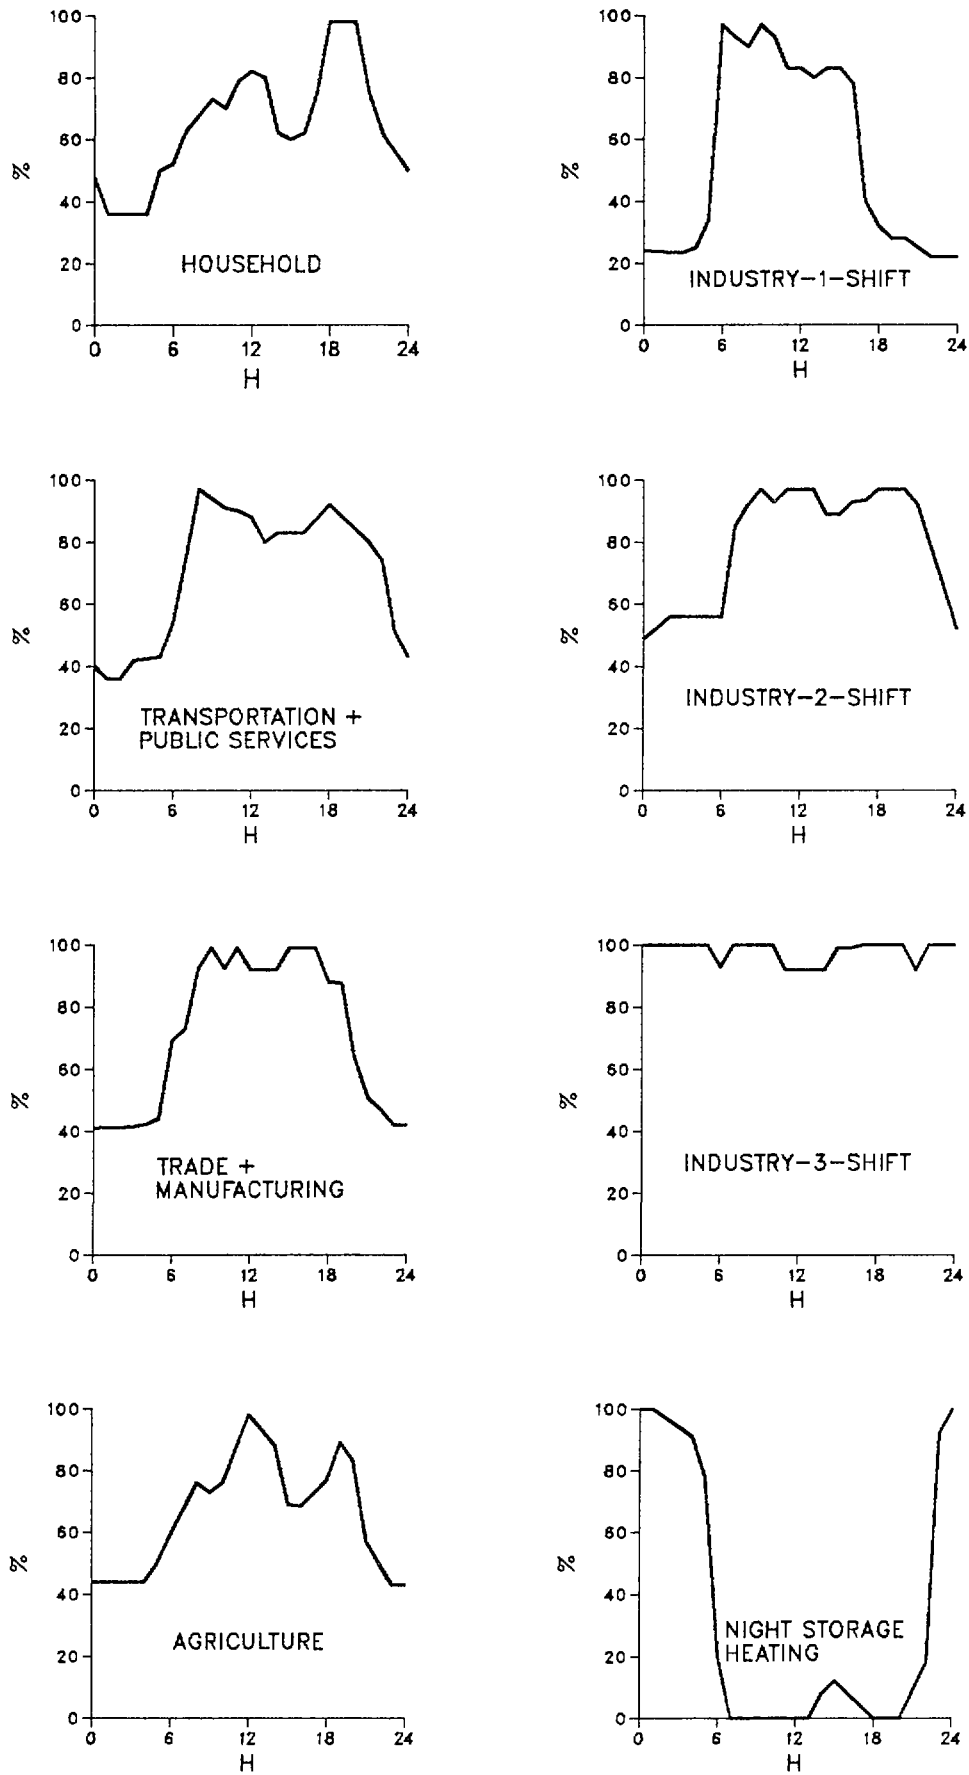 100
80
60
40
20
0
%
HOUSEHOLD
0 6 12 18 24
H
100
80
60
40
20
0
%
INDUSTRY-1-SHIFT
0 6 12 18 24
H
100
80
60
40
20
0
%
TRANSPORTATION +
PUBLIC SERVICES
0 6 12 18 24
H
100
80
60
40
20
0
%
INDUSTRY-2-SHIFT
0 6 12 18 24
H
100
80
60
40
20
0
%
TRADE +
MANUFACTURING
0 6 12 18 24
H
100
80
60
40
20
0
%
INDUSTRY-3-SHIFT
0 6 12 18 24
H
100
80
60
40
20
0
%
AGRICULTURE
0 6 12 18 24
H
100
80
60
40
20
0
%
NIGHT STORAGE
HEATING
0 6 12 18 24
H